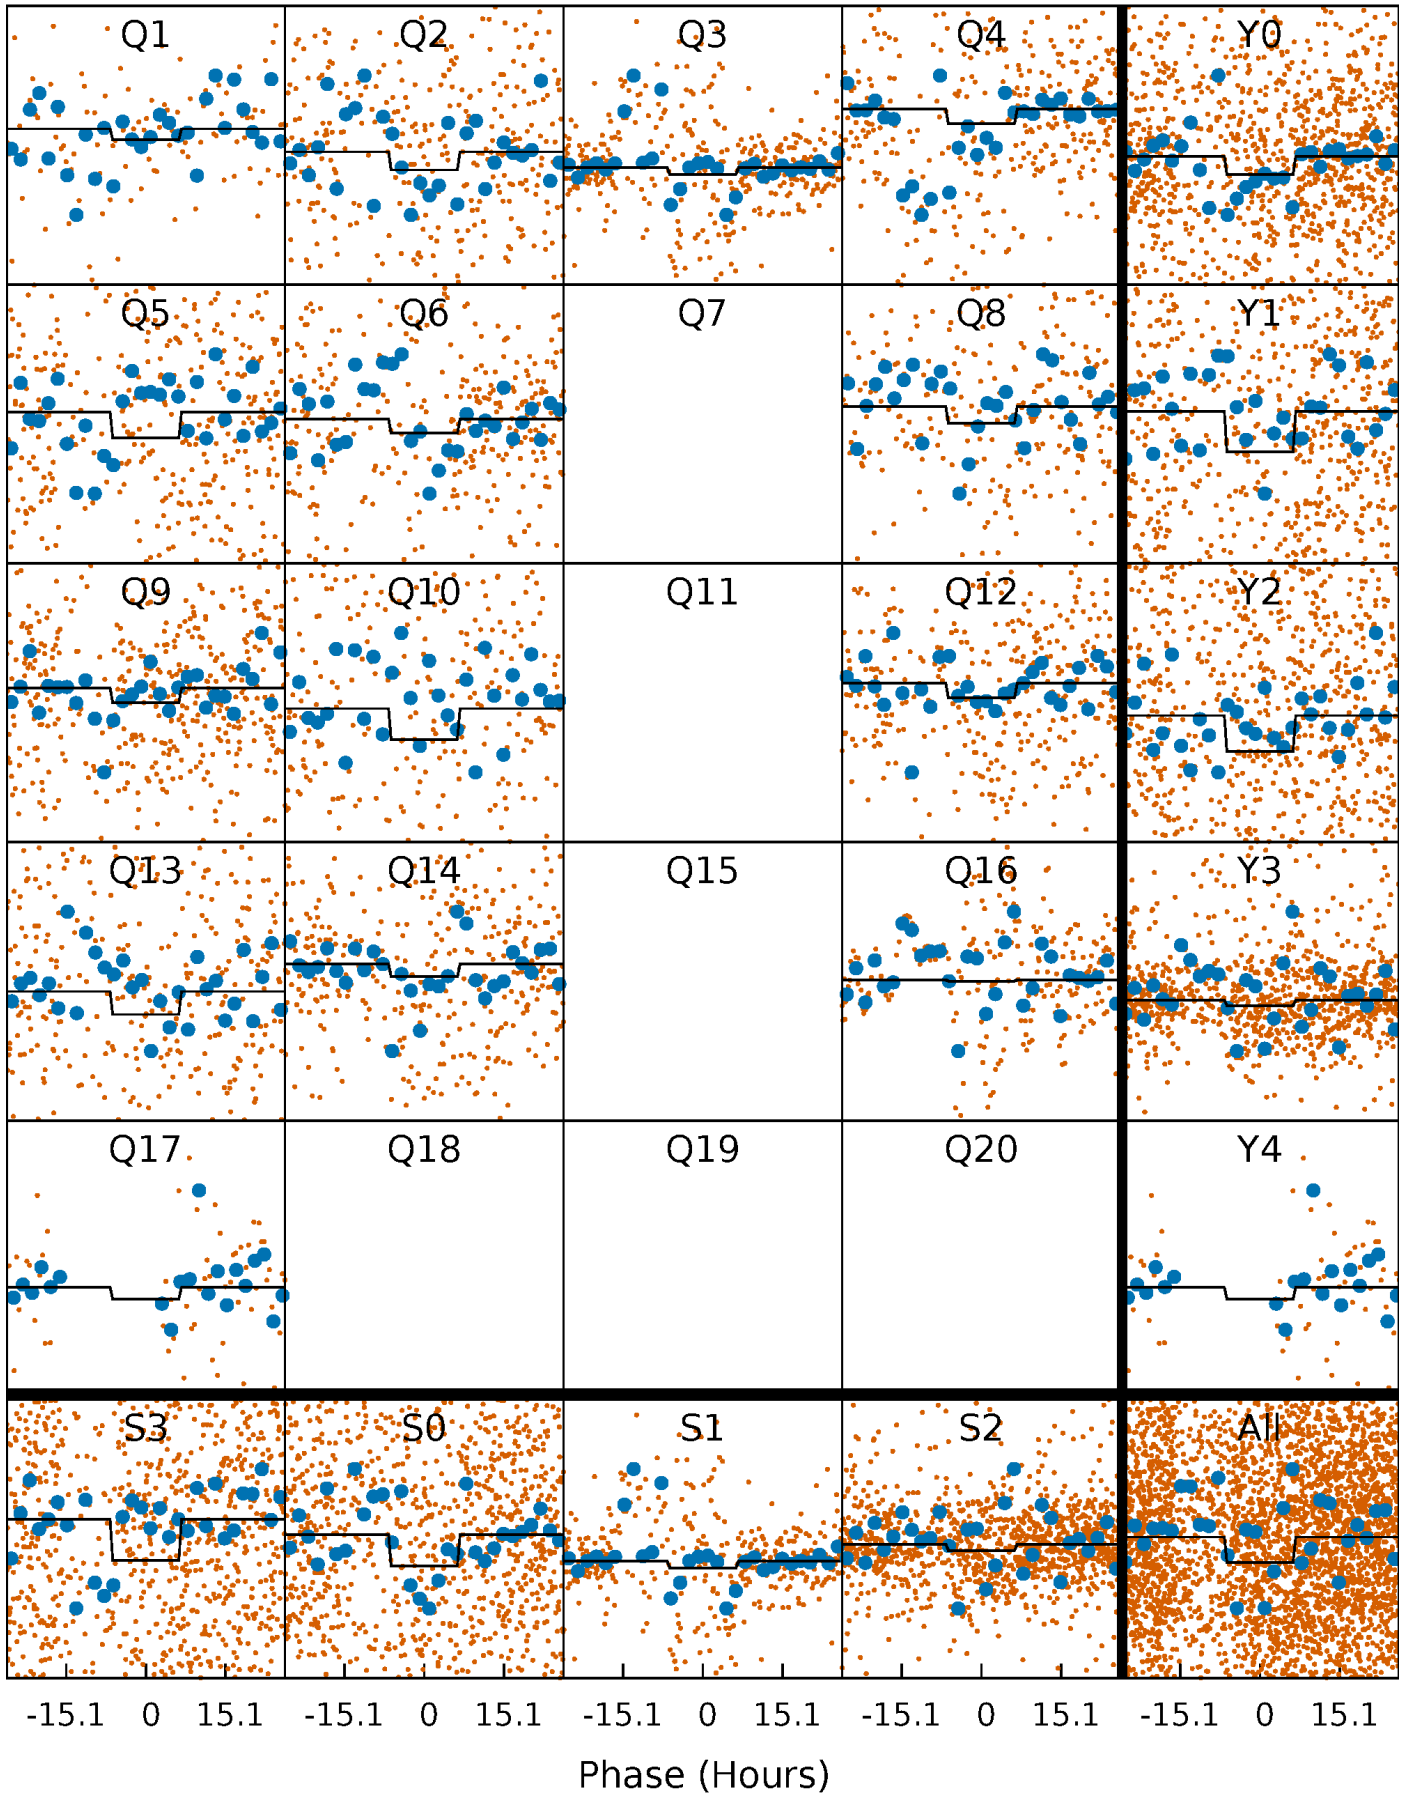 Q1 Q2 Q3 Q4 Y0
Q5 Q6 Q7 Q8 Y1
Q9 Q10 Q11 Q12 Y2
Q13 Q14 Q15 Q16 Y3
Q17 Q18 Q19 Q20 Y4
S3 S0 S1 S2 All
-15.1 0 15.1 -15.1 0 15.1 -15.1 0 15.1 -15.1 0 15.1 -15.1 0 15.1
Phase (Hours)